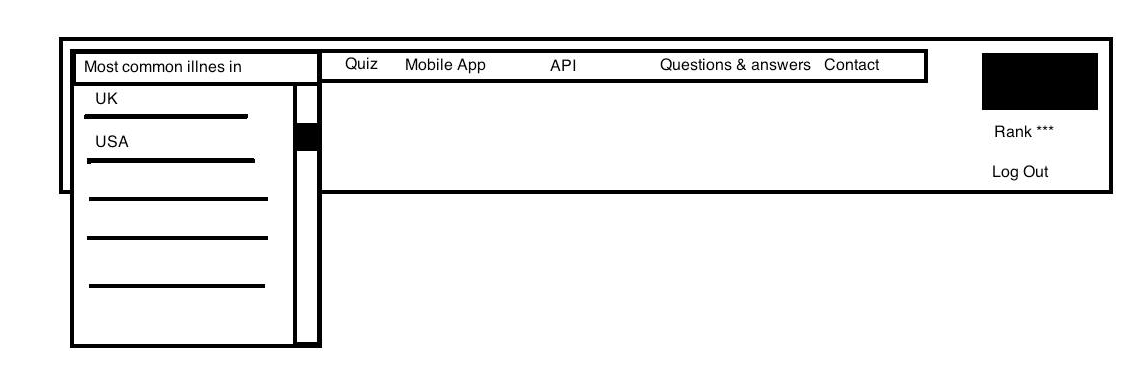 Most common illnes in
Quiz
Mobile App
API
Questions & answers
Contact
UK
USA
Rank ***
Log Out